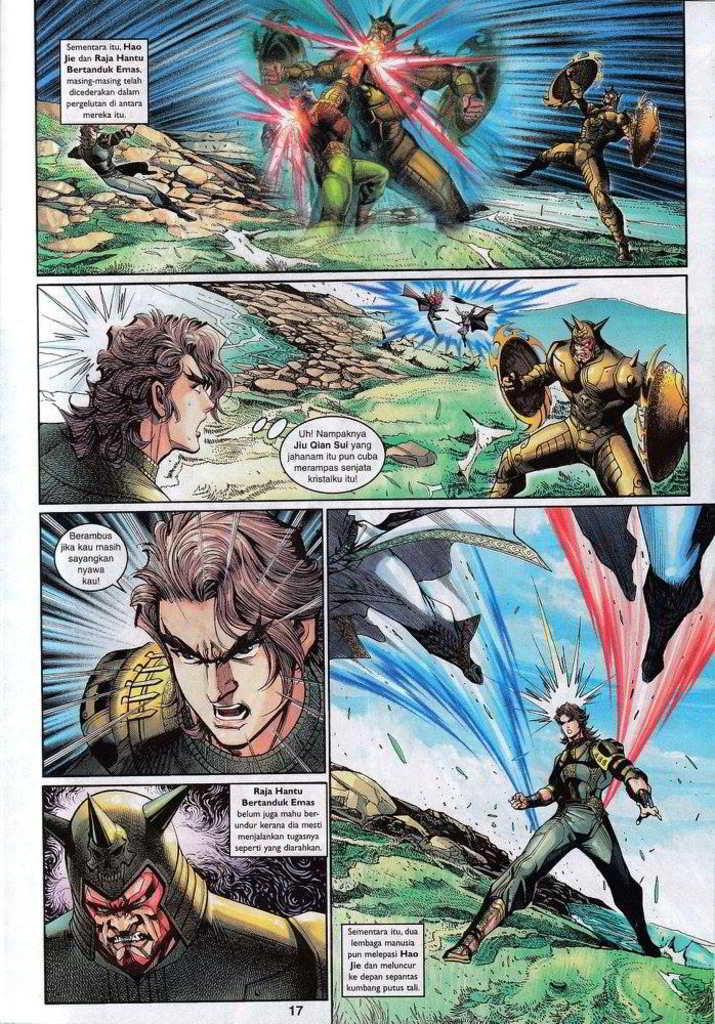 Sementara itu, Hao
Jie dan Raja Hantu
Bertanduk Emas,
masing-masing telah
dicederakan dalam
pergelutan di antara
mereka itu.
Uh! Nampaknya
Jiu Qian Sui yang
jahanam itu pun cuba
merampas senjata
kristalku itu!
Berambus
jika kau masih
sayangkan
nyawa
kau!
Raja Hantu
Bertanduk Emas
belum juga mahu ber-
undur kerana dia mesti
menjalankan tugasnya
seperti yang diarahkan.
Sementara itu, dua
lembaga manusia
pun melepasi Hao
Jie dan meluncur
ke depan sepantas
kumbang putus tali.
17